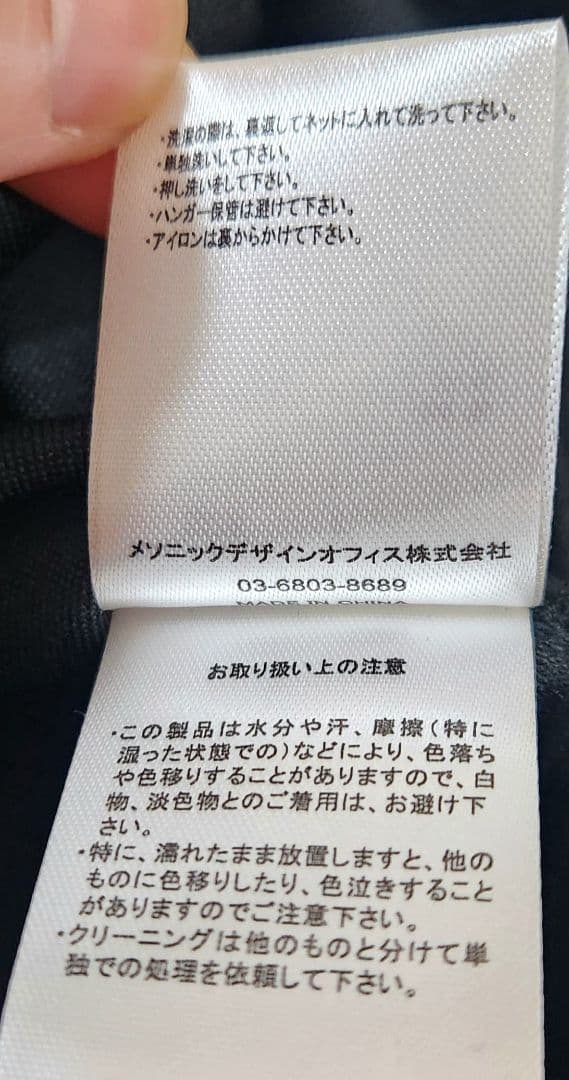 ・洗濯の際は、裏返してネットに入れて洗って下さい。
・単独洗いして下さい。
・押し洗いをして下さい。
・ハンガー保管は避けて下さい。
・アイロンは裏からかけて下さい。
メソニックデザインオフィス株式会社
03-6803-8689
MADE IN CHINA
お取り扱い上の注意
・この製品は水分や汗、摩擦(特に
湿った状態での)などにより、色落ち
や色移りすることがありますので、白
物、淡色物とのご着用は、お避け下
さい。
・特に、濡れたまま放置しますと、他の
ものに色移りしたり、色泣きすること
がありますのでご注意下さい。
・クリーニングは他のものと分けて単
独での処理を依頼して下さい。